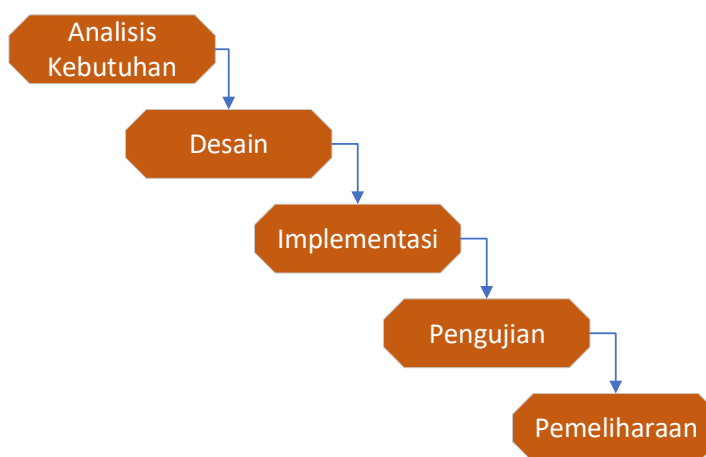 Analisis
Kebutuhan
Desain
Implementasi
Pengujian
Pemeliharaan